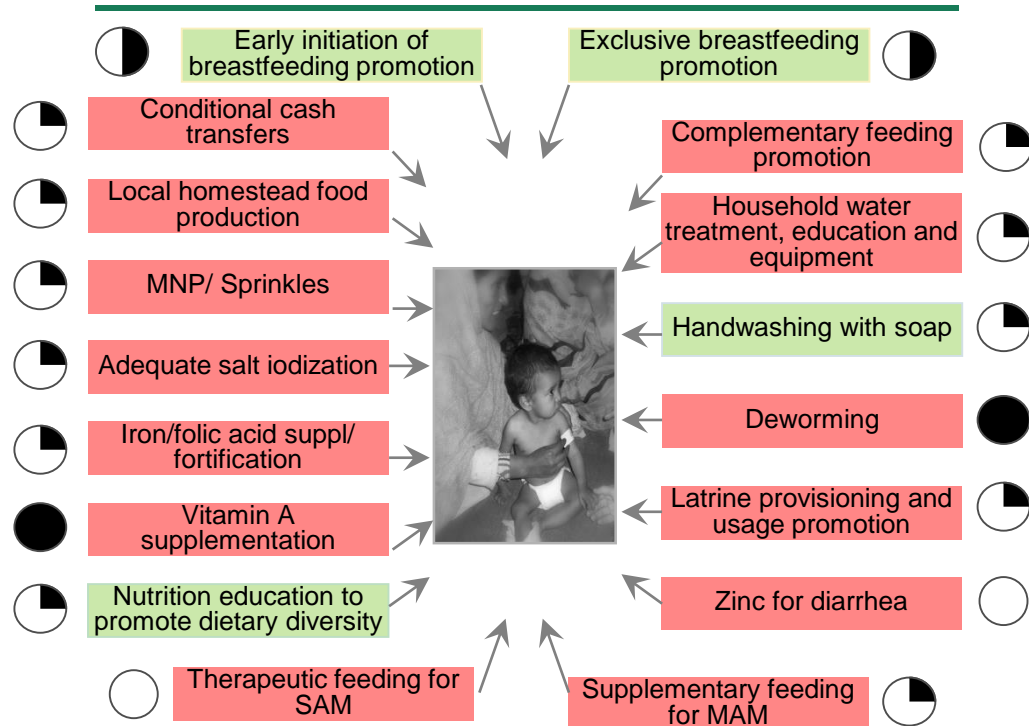 Early initiation of
breastfeeding promotion
Exclusive breastfeeding
promotion
Conditional cash
transfers
Complementary feeding
promotion
Local homestead food
production
Household water
treatment, education and
equipment
MNP/ Sprinkles
Handwashing with soap
Adequate salt iodization
Deworming
Iron/folic acid suppl/
fortification
Latrine provisioning and
usage promotion
Vitamin A
supplementation
Zinc for diarrhea
Nutrition education to
promote dietary diversity
Therapeutic feeding for
SAM
Supplementary feeding
for MAM